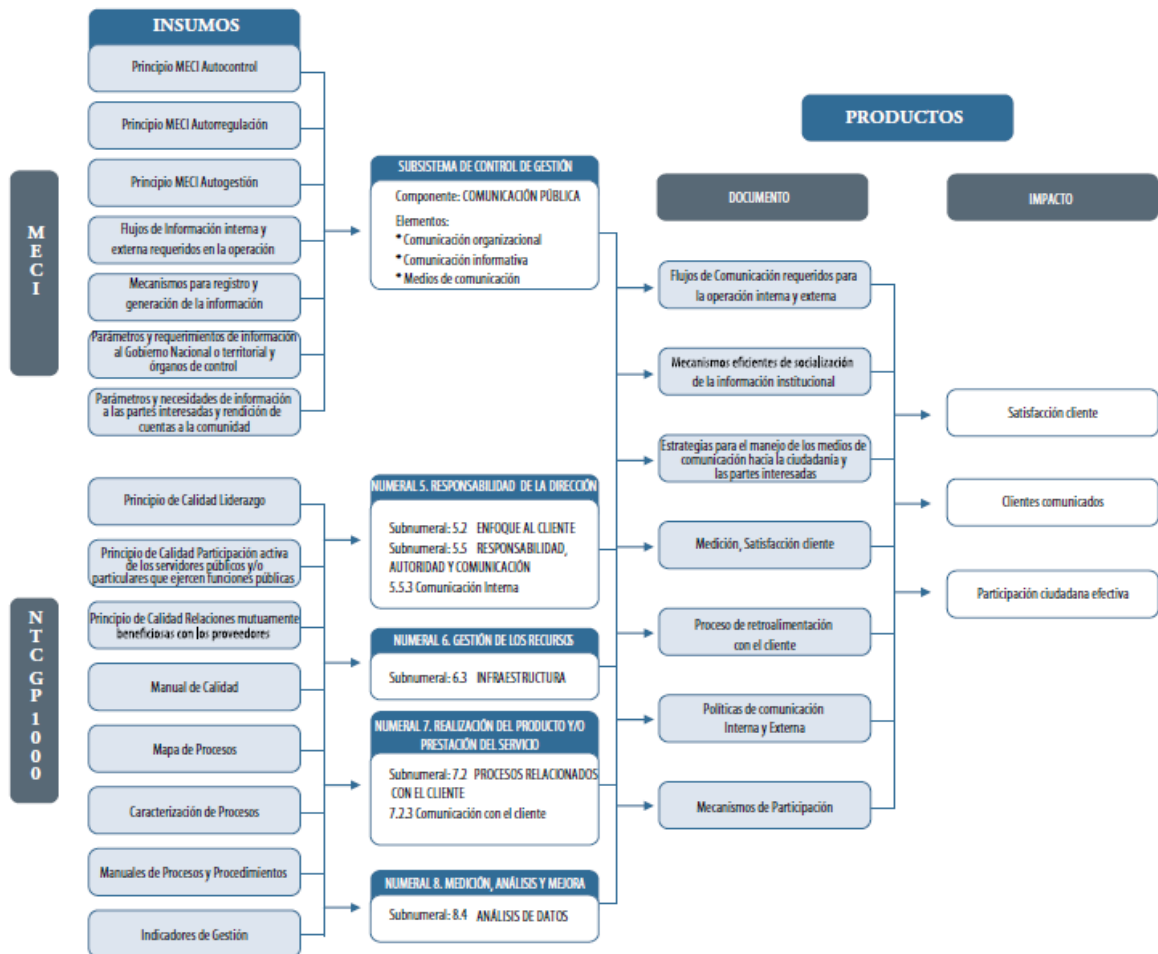 INSUMOS
MECI
Principio MECI Autocontrol
Principio MECI Autorregulación
Principio MECI Autogestión
Flujos de Información interna y
externa requeridos en la operación
Mecanismos para registro y
generación de la información
Parámetros y requerimientos de información
al Gobierno Nacional o territorial y
órganos de control
Parámetros y necesidades de información
a las partes interesadas y rendición de
cuentas a la comunidad
NTC GP 1000
Principio de Calidad Liderazgo
Principio de Calidad Participación activa
de los servidores públicos y/o
particulares que ejercen funciones públicas
Principio de Calidad Relaciones mutuamente
beneficiosas con los proveedores
Manual de Calidad
Mapa de Procesos
Caracterización de Procesos
Manuales de Procesos y Procedimientos
Indicadores de Gestión
SUBSISTEMA DE CONTROL DE GESTIÓN
Componente: COMUNICACIÓN PÚBLICA
Elementos:
* Comunicación organizacional
* Comunicación informativa
* Medios de comunicación
NUMERAL 5. RESPONSABILIDAD DE LA DIRECCIÓN
Subnumeral: 5.2 ENFOQUE AL CLIENTE
Subnumeral: 5.5 RESPONSABILIDAD,
AUTORIDAD Y COMUNICACIÓN
5.5.3 Comunicación Interna
NUMERAL 6. GESTIÓN DE LOS RECURSOS
Subnumeral: 6.3 INFRAESTRUCTURA
NUMERAL 7. REALIZACIÓN DEL PRODUCTO Y/O
PRESTACIÓN DEL SERVICIO
Subnumeral: 7.2 PROCESOS RELACIONADOS
CON EL CLIENTE
7.2.3 Comunicación con el cliente
NUMERAL 8. MEDICIÓN, ANÁLISIS Y MEJORA
Subnumeral: 8.4 ANÁLISIS DE DATOS
PRODUCTOS
DOCUMENTO
Flujos de Comunicación requeridos para
la operación interna y externa
Mecanismos eficientes de socialización
de la información institucional
Estrategias para el manejo de los medios de
comunicación hacia la ciudadanía y
las partes interesadas
Medición, Satisfacción cliente
Proceso de retroalimentación
con el cliente
Políticas de comunicación
Interna y Externa
Mecanismos de Participación
IMPACTO
Satisfacción cliente
Clientes comunicados
Participación ciudadana efectiva